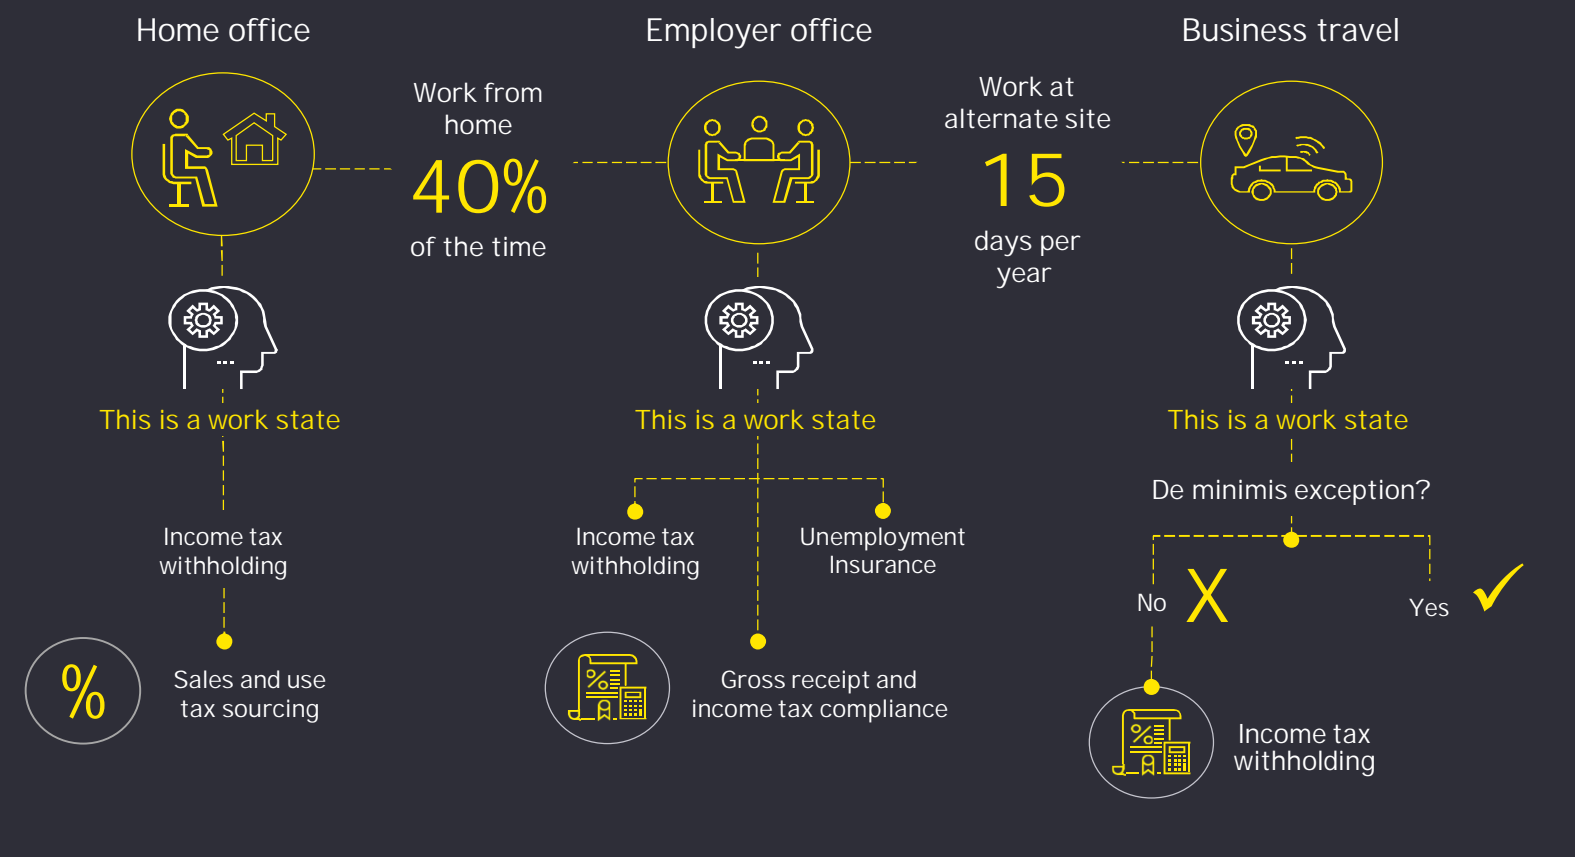 Home office
Employer office
Business travel
Work from
home
40%
of the time
Work at
alternate site
15
days per
year
This is a work state
This is a work state
This is a work state
De minimis exception?
Income tax
withholding
Income tax
withholding
Unemployment
Insurance
No X
Yes ✓
%
Sales and use
tax sourcing
%
Gross receipt and
income tax compliance
%
Income tax
withholding